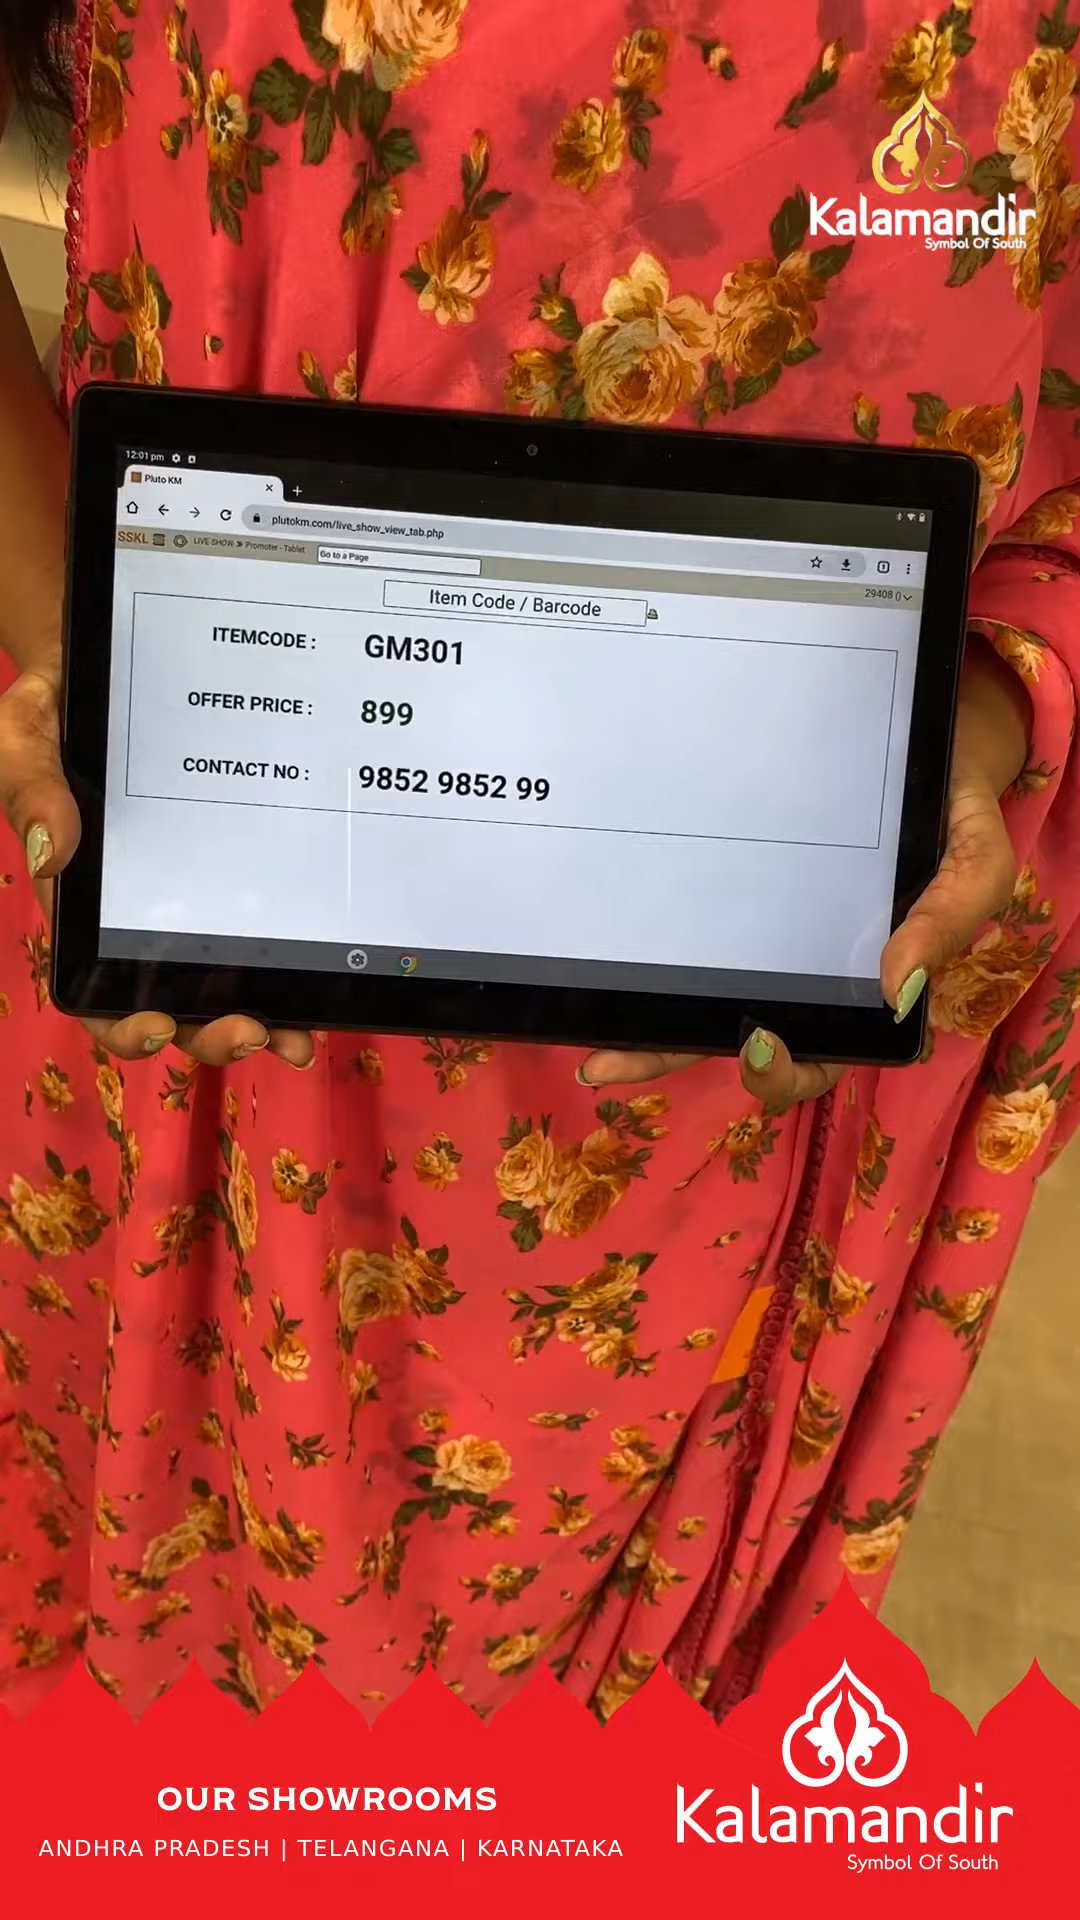 Kalamandir
Symbol Of South
12:01 pm
Pluto KM
plutokm.com/live_show_view_tab.php
SSKL
LIVE SHOW >> Promoter - Tablet
Go to a Page
29408 ()
Item Code / Barcode
ITEMCODE : GM301
OFFER PRICE : 899
CONTACT NO : 9852 9852 99
OUR SHOWROOMS
ANDHRA PRADESH | TELANGANA | KARNATAKA
Kalamandir
Symbol Of South